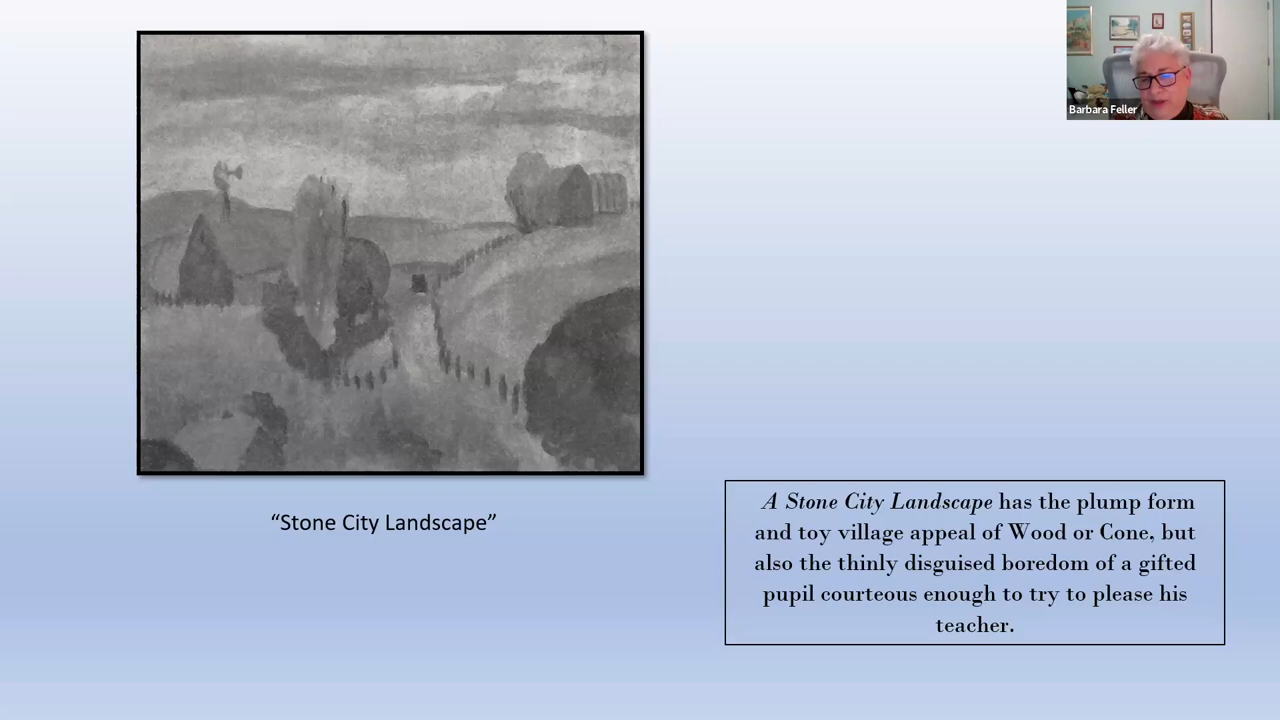 Barbara Feller
“Stone City Landscape”
A Stone City Landscape has the plump form
and toy village appeal of Wood or Cone, but
also the thinly disguised boredom of a gifted
pupil courteous enough to try to please his
teacher.